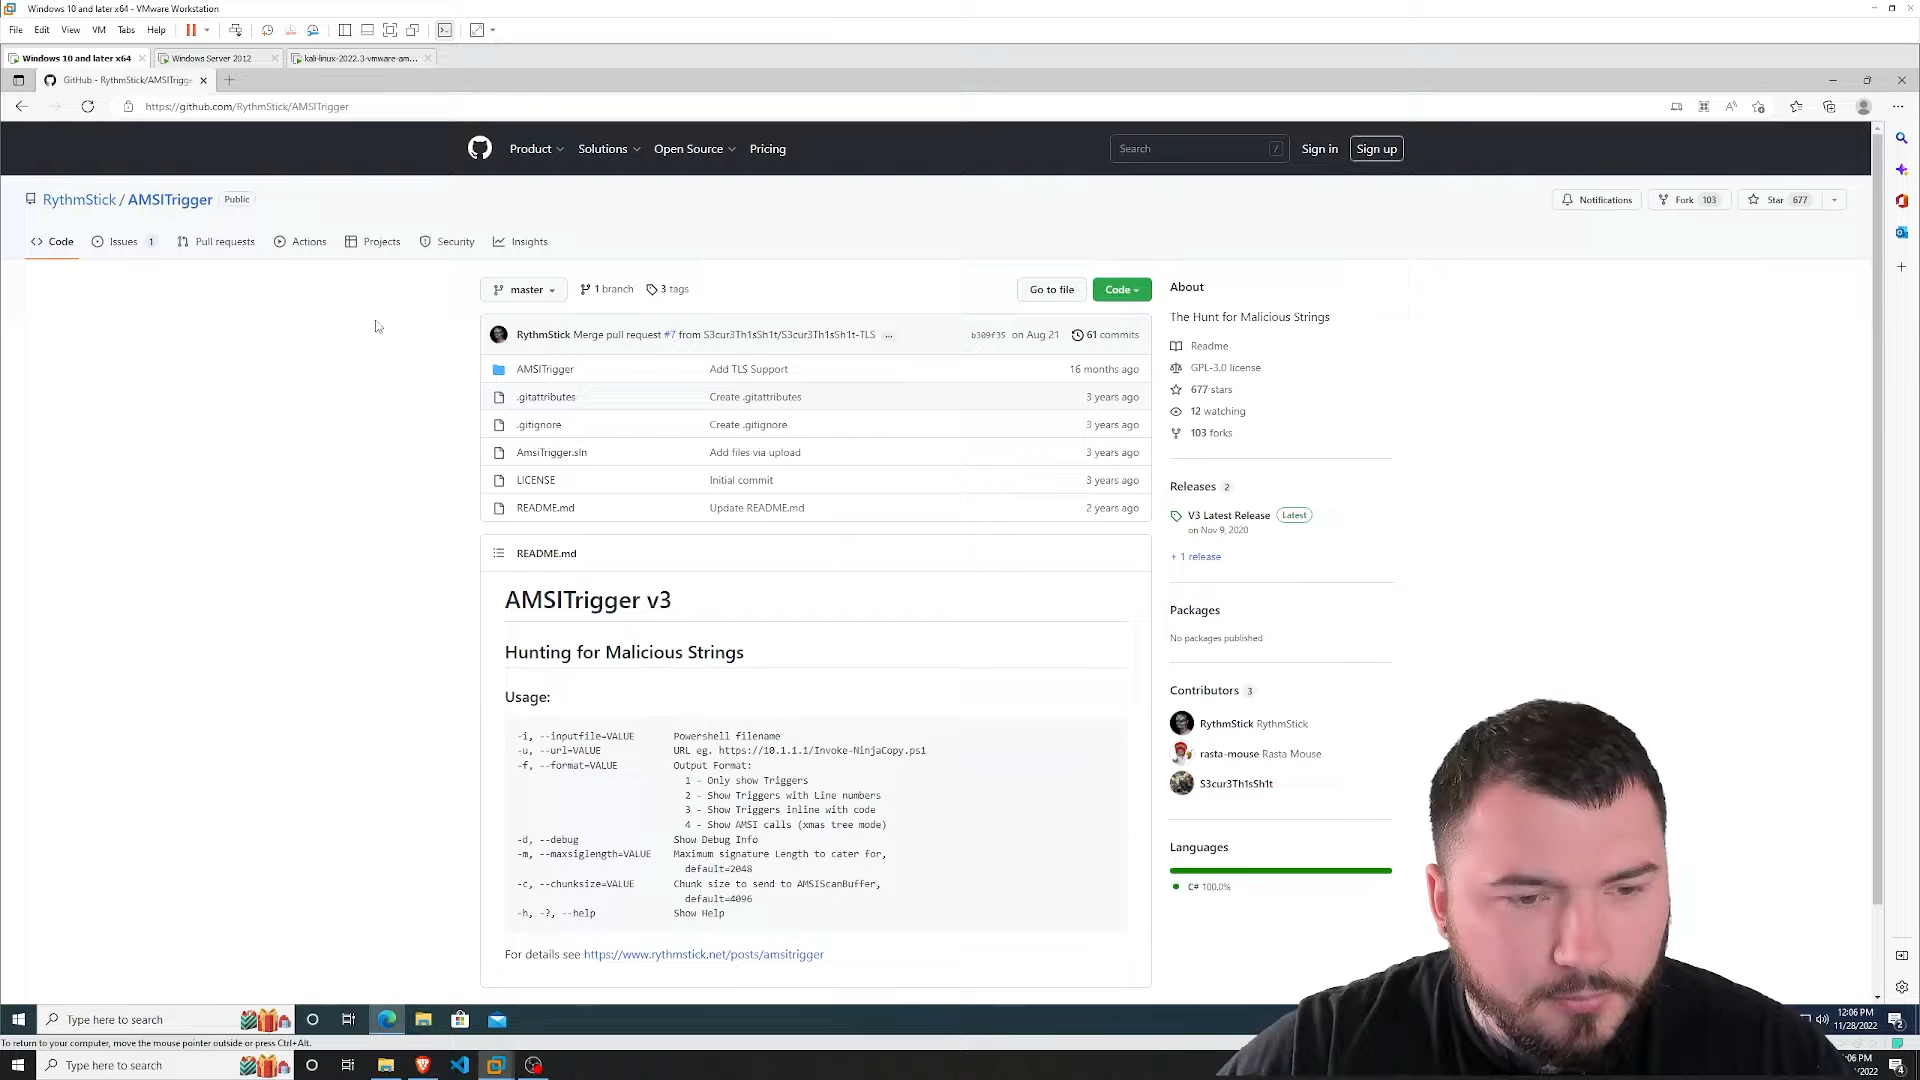 Windows 10 and later x64 - VMware Workstation
File Edit View VM Tabs Help
Windows 10 and later x64 Windows Server 2012 kali-linux-2022.3-vmware-am...
GitHub - RythmStick/AMSITrigge
https://github.com/RythmStick/AMSITrigger
Product Solutions Open Source Pricing Search / Sign in Sign up
RythmStick / AMSITrigger Public Notifications Fork 103 Star 677
Code Issues 1 Pull requests Actions Projects Security Insights
master 1 branch 3 tags Go to file Code
RythmStick Merge pull request #7 from S3cur3Th1sSh1t/S3cur3Th1sSh1t-TLS ... b309f35 on Aug 21 61 commits
AMSITrigger Add TLS Support 16 months ago
.gitattributes Create .gitattributes 3 years ago
.gitignore Create .gitignore 3 years ago
AmsiTrigger.sln Add files via upload 3 years ago
LICENSE Initial commit 3 years ago
README.md Update README.md 2 years ago
README.md
AMSITrigger v3
Hunting for Malicious Strings
Usage:
-i, --inputfile=VALUE Powershell filename
-u, --url=VALUE URL eg. https://10.1.1.1/Invoke-NinjaCopy.ps1
-f, --format=VALUE Output Format:
1 - Only show Triggers
2 - Show Triggers with Line numbers
3 - Show Triggers inline with code
4 - Show AMSI calls (xmas tree mode)
-d, --debug Show Debug Info
-m, --maxsiglength=VALUE Maximum signature Length to cater for,
default=2048
-c, --chunksize=VALUE Chunk size to send to AMSIScanBuffer,
default=4096
-h, -?, --help Show Help
For details see https://www.rythmstick.net/posts/amsitrigger
About
The Hunt for Malicious Strings
Readme
GPL-3.0 license
677 stars
12 watching
103 forks
Releases 2
V3 Latest Release Latest
on Nov 9, 2020
+ 1 release
Packages
No packages published
Contributors 3
RythmStick RythmStick
rasta-mouse Rasta Mouse
S3cur3Th1sSh1t
Languages
C# 100.0%
Type here to search 12:06 PM
11/28/2022
2
To return to your computer, move the mouse pointer outside or press Ctrl+Alt.
Type here to search :06 PM
/2022
4